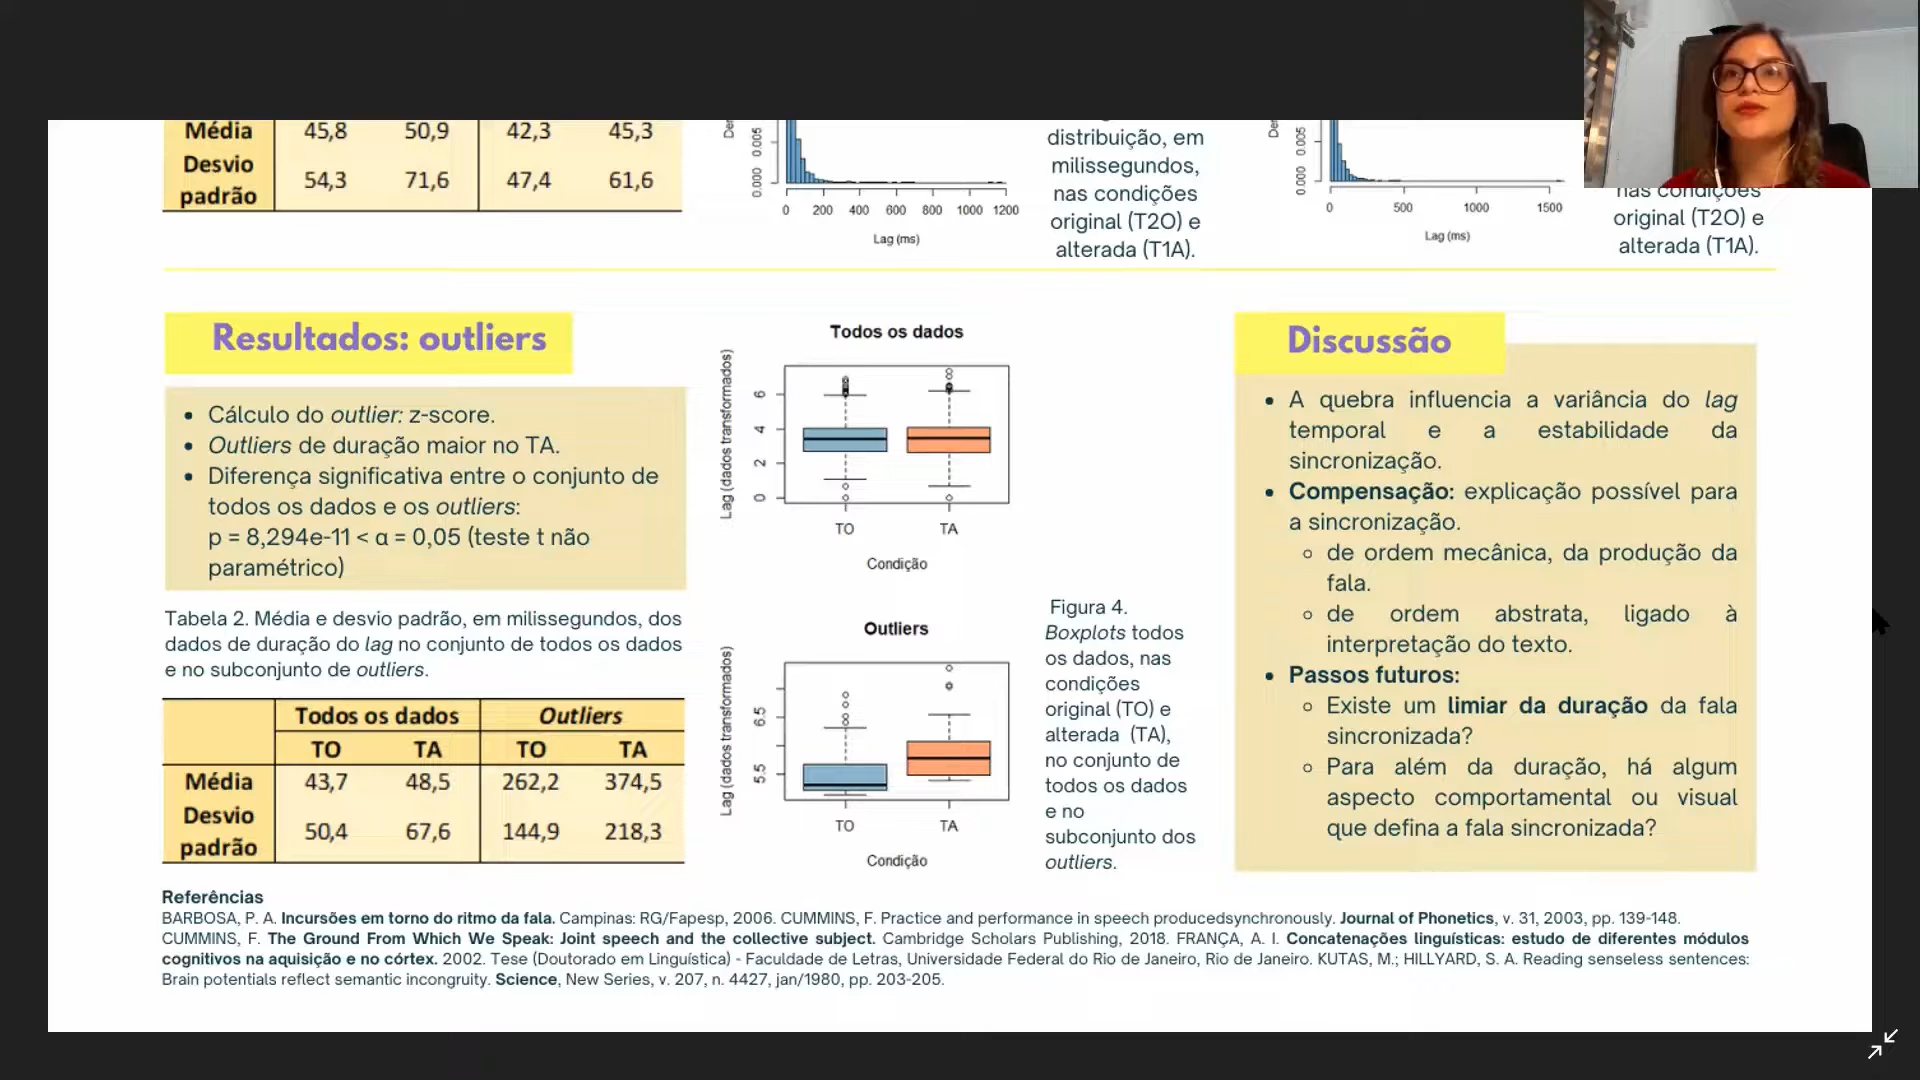 Média 45,8 50,9 42,3 45,3
Desvio
padrão 54,3 71,6 47,4 61,6
0.005
0.000
0 200 400 600 800 1000 1200
Lag (ms)
distribuição, em
milissegundos,
nas condições
original (T2O) e
alterada (T1A).
0.005
0.000
0 500 1000 1500
Lag (ms)
nas condições
original (T2O) e
alterada (T1A).
Resultados: outliers
• Cálculo do outlier: z-score.
• Outliers de duração maior no TA.
• Diferença significativa entre o conjunto de
todos os dados e os outliers:
p = 8,294e-11 < α = 0,05 (teste t não
paramétrico)
Tabela 2. Média e desvio padrão, em milissegundos, dos
dados de duração do lag no conjunto de todos os dados
e no subconjunto de outliers.
Todos os dados Outliers
TO TA TO TA
Média 43,7 48,5 262,2 374,5
Desvio
padrão 50,4 67,6 144,9 218,3
Todos os dados
Lag (dados transformados)
6
4
2
0
TO TA
Condição
Outliers
Lag (dados transformados)
6.5
5.5
TO TA
Condição
Figura 4.
Boxplots todos
os dados, nas
condições
original (TO) e
alterada (TA),
no conjunto de
todos os dados
e no
subconjunto dos
outliers.
Discussão
• A quebra influencia a variância do lag
temporal e a estabilidade da
sincronização.
• Compensação: explicação possível para
a sincronização.
◦ de ordem mecânica, da produção da
fala.
◦ de ordem abstrata, ligado à
interpretação do texto.
• Passos futuros:
◦ Existe um limiar da duração da fala
sincronizada?
◦ Para além da duração, há algum
aspecto comportamental ou visual
que defina a fala sincronizada?
Referências
BARBOSA, P. A. Incursões em torno do ritmo da fala. Campinas: RG/Fapesp, 2006. CUMMINS, F. Practice and performance in speech producedsynchronously. Journal of Phonetics, v. 31, 2003, pp. 139-148.
CUMMINS, F. The Ground From Which We Speak: Joint speech and the collective subject. Cambridge Scholars Publishing, 2018. FRANÇA, A. I. Concatenações linguísticas: estudo de diferentes módulos
cognitivos na aquisição e no córtex. 2002. Tese (Doutorado em Linguística) - Faculdade de Letras, Universidade Federal do Rio de Janeiro, Rio de Janeiro. KUTAS, M.; HILLYARD, S. A. Reading senseless sentences:
Brain potentials reflect semantic incongruity. Science, New Series, v. 207, n. 4427, jan/1980, pp. 203-205.